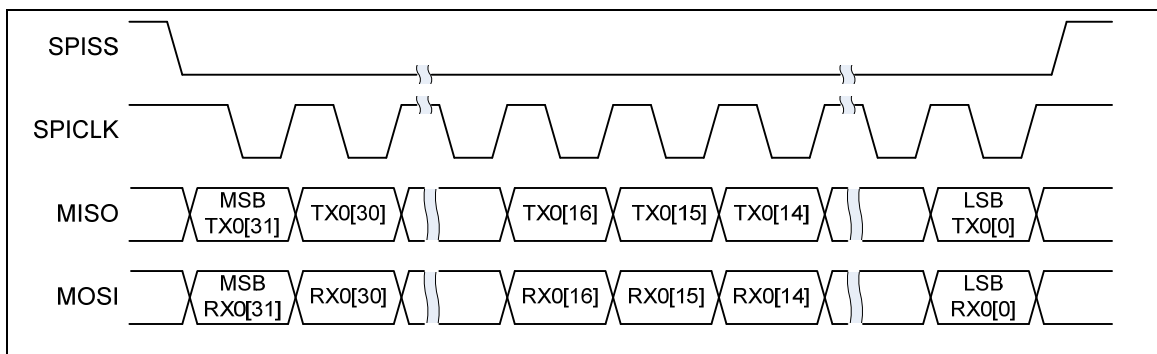 SPISS
SPICLK
MISO
MSB
TX0[31]
TX0[30]
TX0[16]
TX0[15]
TX0[14]
LSB
TX0[0]
MOSI
MSB
RX0[31]
RX0[30]
RX0[16]
RX0[15]
RX0[14]
LSB
RX0[0]